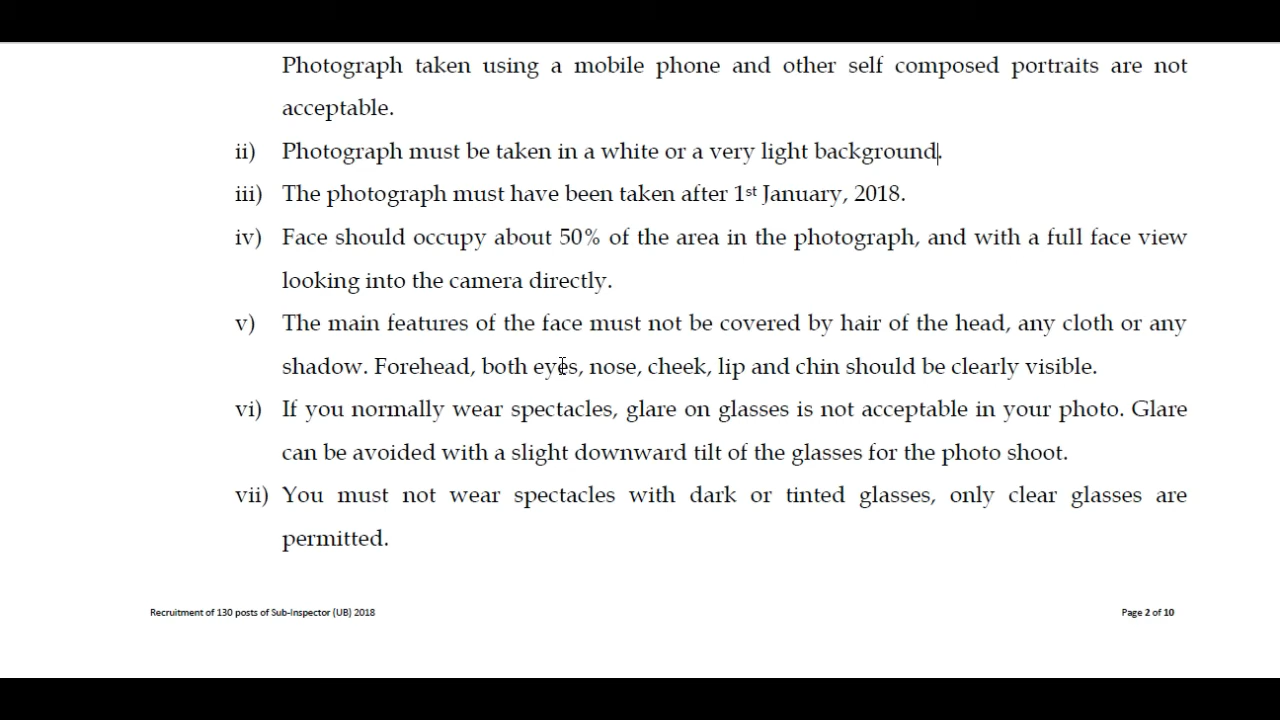 Photograph taken using a mobile phone and other self composed portraits are not
acceptable.
ii) Photograph must be taken in a white or a very light background.
iii) The photograph must have been taken after 1st January, 2018.
iv) Face should occupy about 50% of the area in the photograph, and with a full face view
looking into the camera directly.
v) The main features of the face must not be covered by hair of the head, any cloth or any
shadow. Forehead, both eyes, nose, cheek, lip and chin should be clearly visible.
vi) If you normally wear spectacles, glare on glasses is not acceptable in your photo. Glare
can be avoided with a slight downward tilt of the glasses for the photo shoot.
vii) You must not wear spectacles with dark or tinted glasses, only clear glasses are
permitted.
Recruitment of 130 posts of Sub-Inspector (UB) 2018 Page 2 of 10